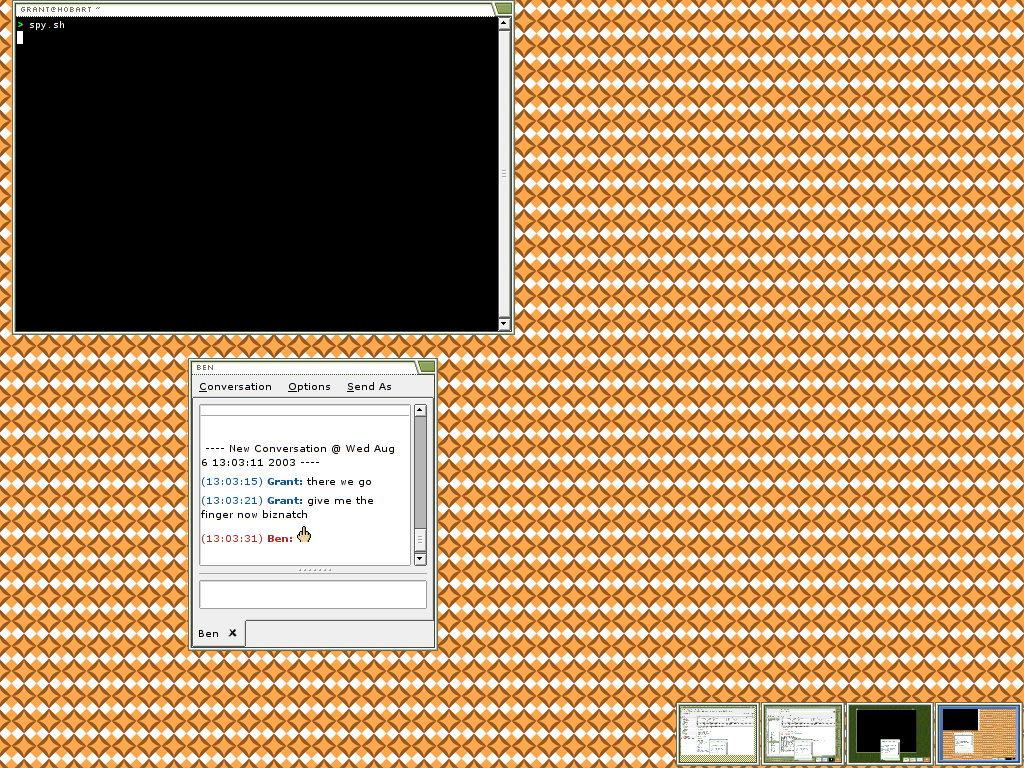 GRANT@HOBART ~
> spy.sh
BEN
Conversation Options Send As
---- New Conversation @ Wed Aug
6 13:03:11 2003 ----
(13:03:15) Grant: there we go
(13:03:21) Grant: give me the
finger now biznatch
(13:03:31) Ben:
Ben X